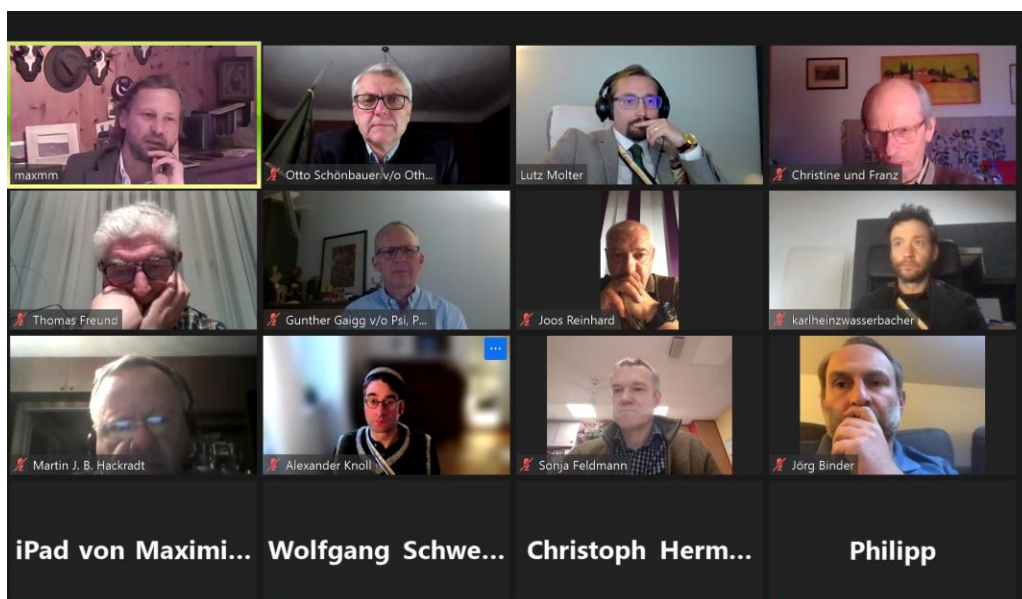 maxmm
Otto Schönbauer v/o Oth...
Lutz Molter
Christine und Franz
Thomas Freund
Gunther Gaigg v/o Psi, P...
Joos Reinhard
karlheinzwasserbacher
Martin J. B. Hackradt
Alexander Knoll
Sonja Feldmann
Jörg Binder
iPad von Maximi...
Wolfgang Schwe...
Christoph Herm...
Philipp